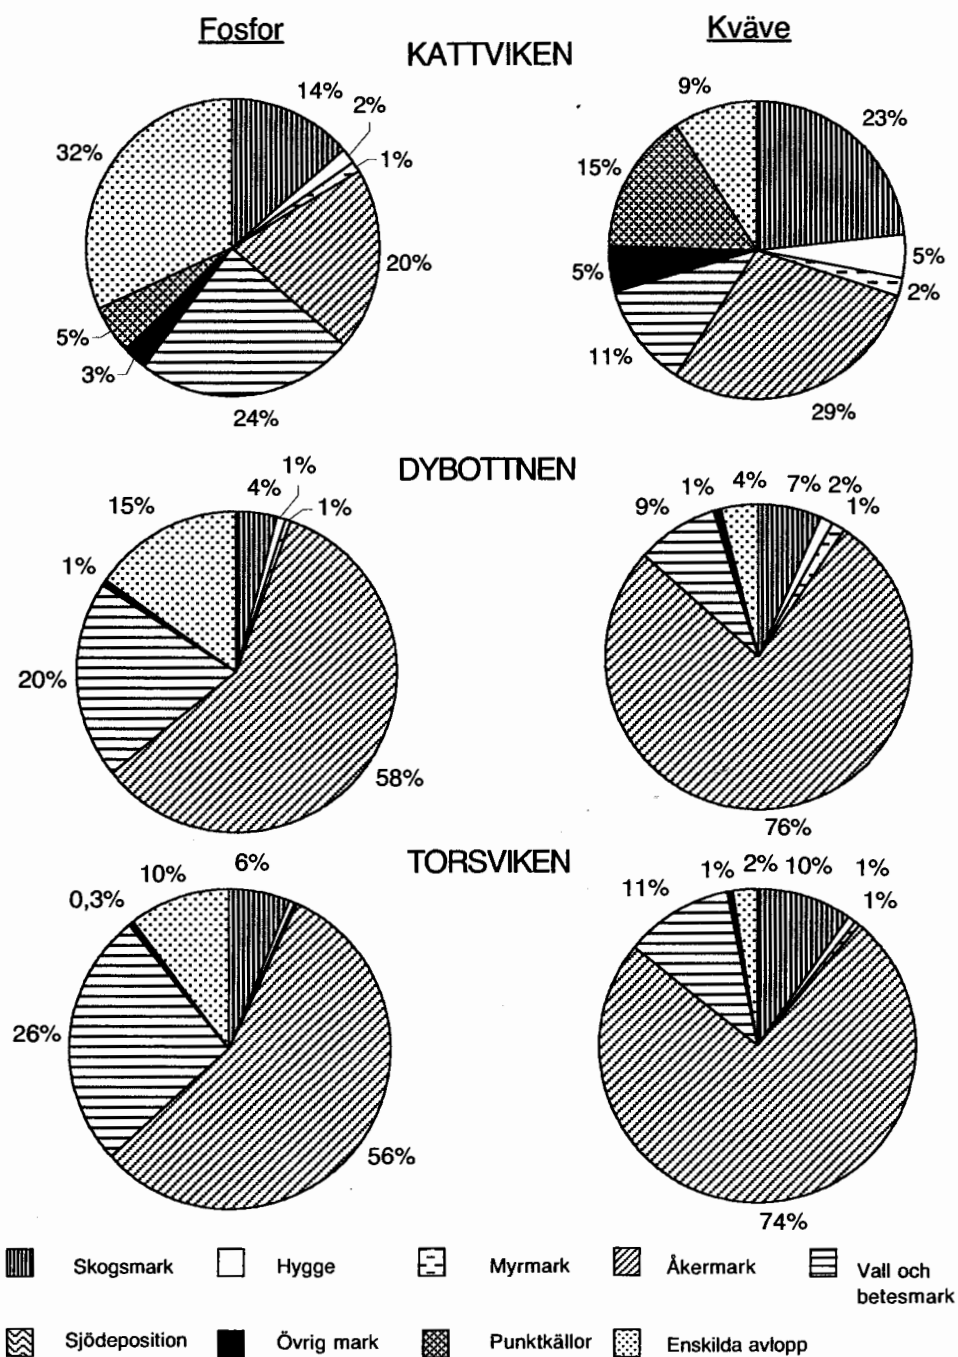 Fosfor
Kväve
KATTVIKEN
14%
2%
1%
20%
24%
3%
5%
32%
9%
23%
5%
2%
29%
11%
5%
15%
DYBOTTNEN
15%
4%
1%
1%
58%
20%
1%
9%
1%
4%
7%
2%
1%
76%
TORSVIKEN
0,3%
10%
6%
56%
26%
11%
1%
2%
10%
1%
1%
74%
Skogsmark
Hygge
Myrmark
Åkermark
Vall och
betesmark
Sjödeposition
Övrig mark
Punktkällor
Enskilda avlopp